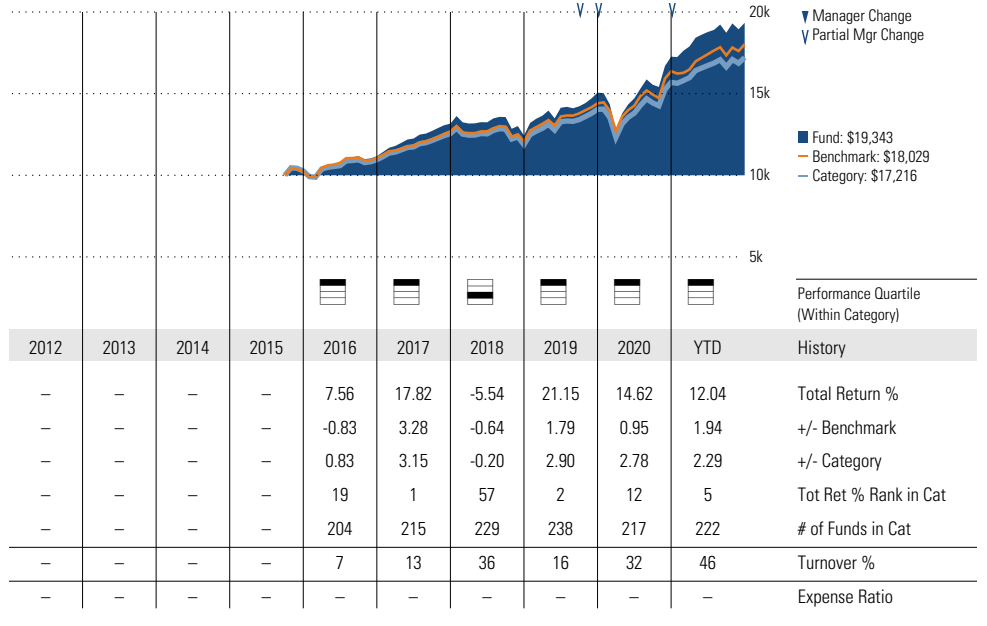 20k
Manager Change
Partial Mgr Change
15k
Fund: $19,343
Benchmark: $18,029
10k
Category: $17,216
5k
Performance Quartile
(Within Category)
2012 2013 2014 2015 2016 2017 2018 2019 2020 YTD History
– – – – 7.56 17.82 -5.54 21.15 14.62 12.04 Total Return %
– – – – -0.83 3.28 -0.64 1.79 0.95 1.94 +/- Benchmark
– – – – 0.83 3.15 -0.20 2.90 2.78 2.29 +/- Category
– – – – 19 1 57 2 12 5 Tot Ret % Rank in Cat
– – – – 204 215 229 238 217 222 # of Funds in Cat
– – – – 7 13 36 16 32 46 Turnover %
– – – – – – – – – – Expense Ratio